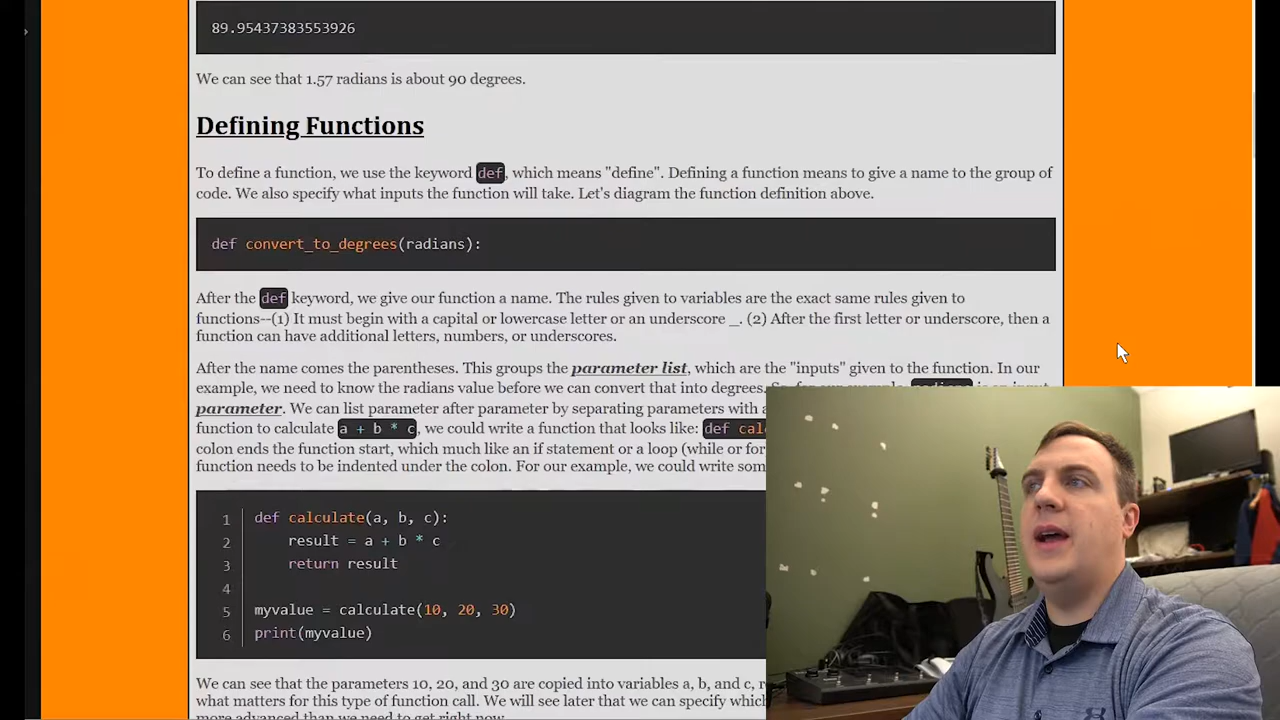 89.95437383553926
We can see that 1.57 radians is about 90 degrees.
Defining Functions
To define a function, we use the keyword def, which means "define". Defining a function means to give a name to the group of
code. We also specify what inputs the function will take. Let's diagram the function definition above.
def convert_to_degrees(radians):
After the def keyword, we give our function a name. The rules given to variables are the exact same rules given to
functions--(1) It must begin with a capital or lowercase letter or an underscore _. (2) After the first letter or underscore, then a
function can have additional letters, numbers, or underscores.
After the name comes the parentheses. This groups the parameter list, which are the "inputs" given to the function. In our
example, we need to know the radians value before we can convert that into degrees.
parameter. We can list parameter after parameter by separating parameters with a
function to calculate a + b * c, we could write a function that looks like: def calc
colon ends the function start, which much like an if statement or a loop (while or for
function needs to be indented under the colon. For our example, we could write som
1 def calculate(a, b, c):
2 result = a + b * c
3 return result
4
5 myvalue = calculate(10, 20, 30)
6 print(myvalue)
We can see that the parameters 10, 20, and 30 are copied into variables a, b, and c, r
what matters for this type of function call. We will see later that we can specify which
more advanced than we need to get right now.